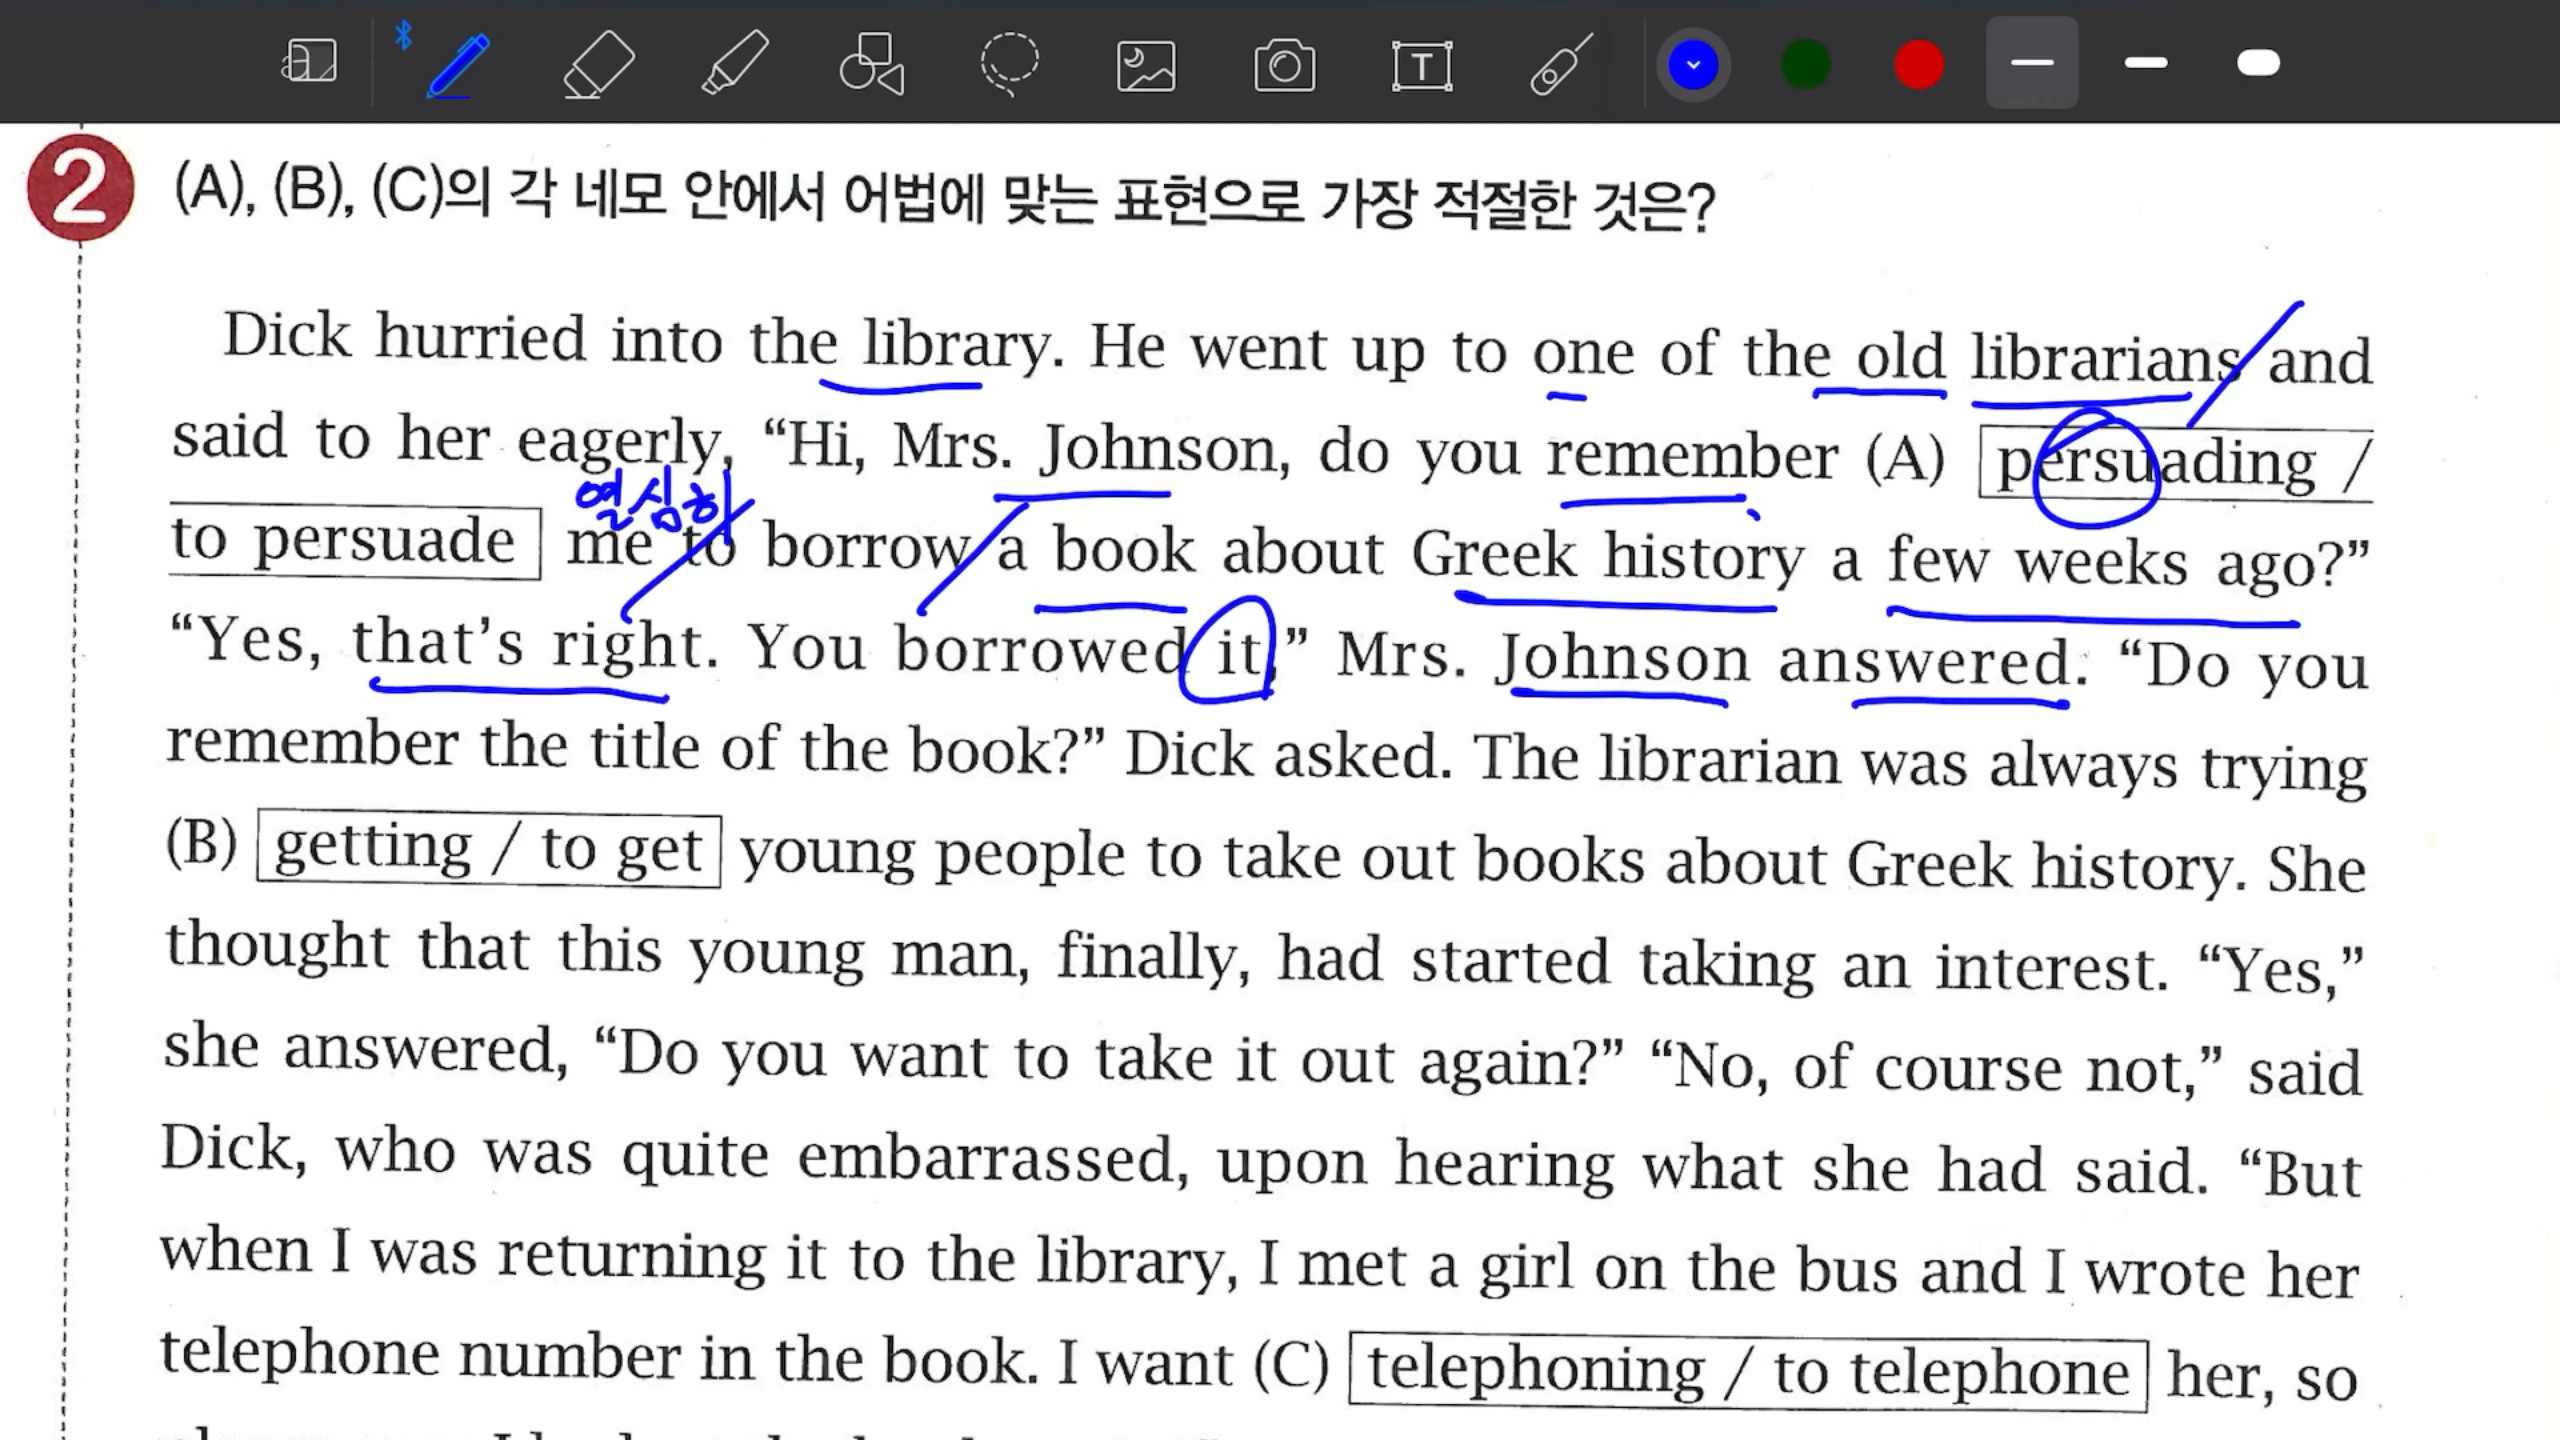 2 (A), (B), (C)의 각 네모 안에서 어법에 맞는 표현으로 가장 적절한 것은?
Dick hurried into the library. He went up to one of the old librarians and
said to her eagerly, “Hi, Mrs. Johnson, do you remember (A) persuading /
열심히
to persuade me to borrow a book about Greek history a few weeks ago?”
“Yes, that’s right. You borrowed it,” Mrs. Johnson answered. “Do you
remember the title of the book?” Dick asked. The librarian was always trying
(B) getting / to get young people to take out books about Greek history. She
thought that this young man, finally, had started taking an interest. “Yes,”
she answered, “Do you want to take it out again?” “No, of course not,” said
Dick, who was quite embarrassed, upon hearing what she had said. “But
when I was returning it to the library, I met a girl on the bus and I wrote her
telephone number in the book. I want (C) telephoning / to telephone her, so